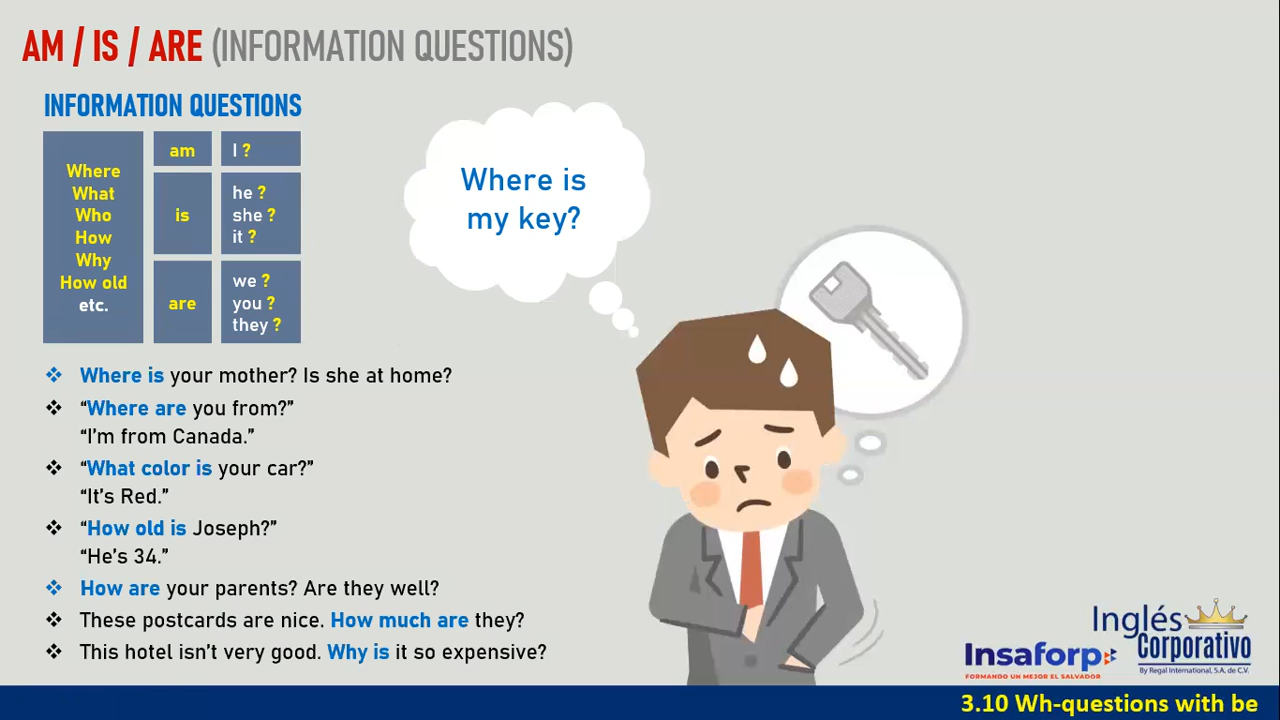 AM / IS / ARE (INFORMATION QUESTIONS)
INFORMATION QUESTIONS
Where
What
Who
How
Why
How old
etc.
am
I ?
is
he ?
she ?
it ?
are
we ?
you ?
they ?
Where is
my key?
Where is your mother? Is she at home?
“Where are you from?”
“I’m from Canada.”
“What color is your car?”
“It’s Red.”
“How old is Joseph?”
“He’s 34.”
How are your parents? Are they well?
These postcards are nice. How much are they?
This hotel isn’t very good. Why is it so expensive?
Insaforp
FORMANDO UN MEJOR EL SALVADOR
Inglés
Corporativo
By Regal International, S.A. de C.V.
3.10 Wh-questions with be